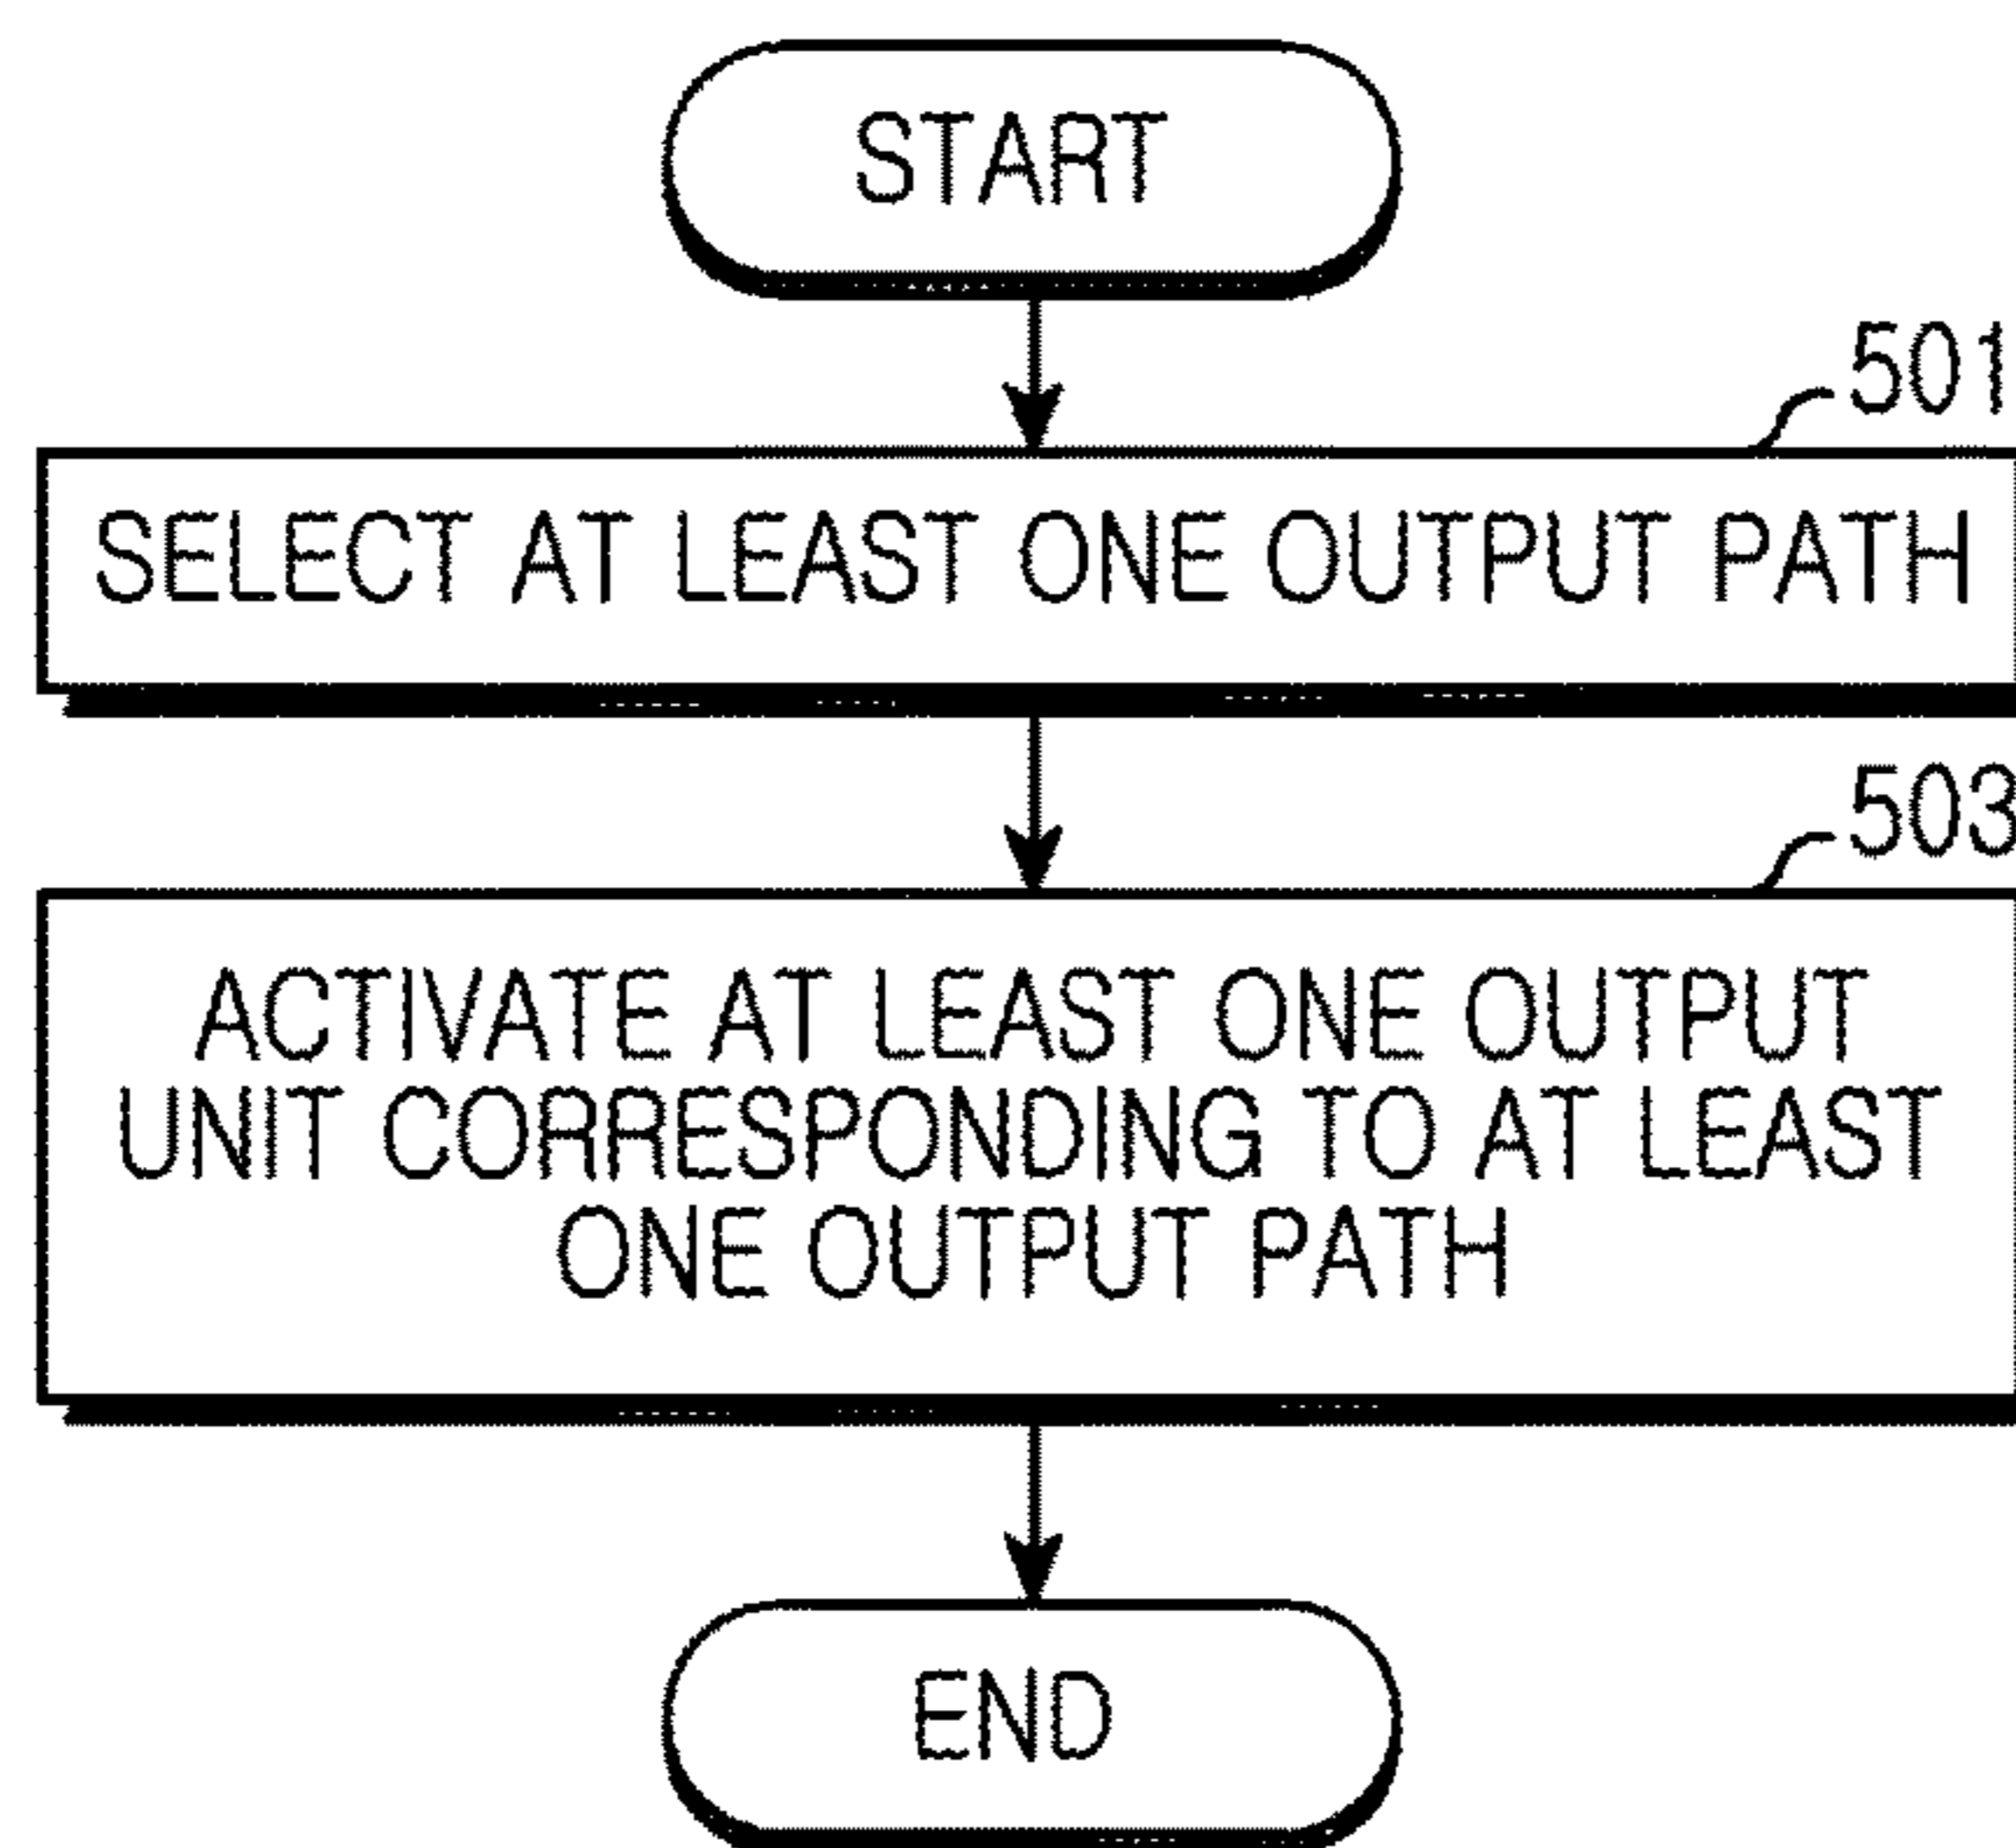 START
501
SELECT AT LEAST ONE OUTPUT PATH
503
ACTIVATE AT LEAST ONE OUTPUT
UNIT CORRESPONDING TO AT LEAST
ONE OUTPUT PATH
END